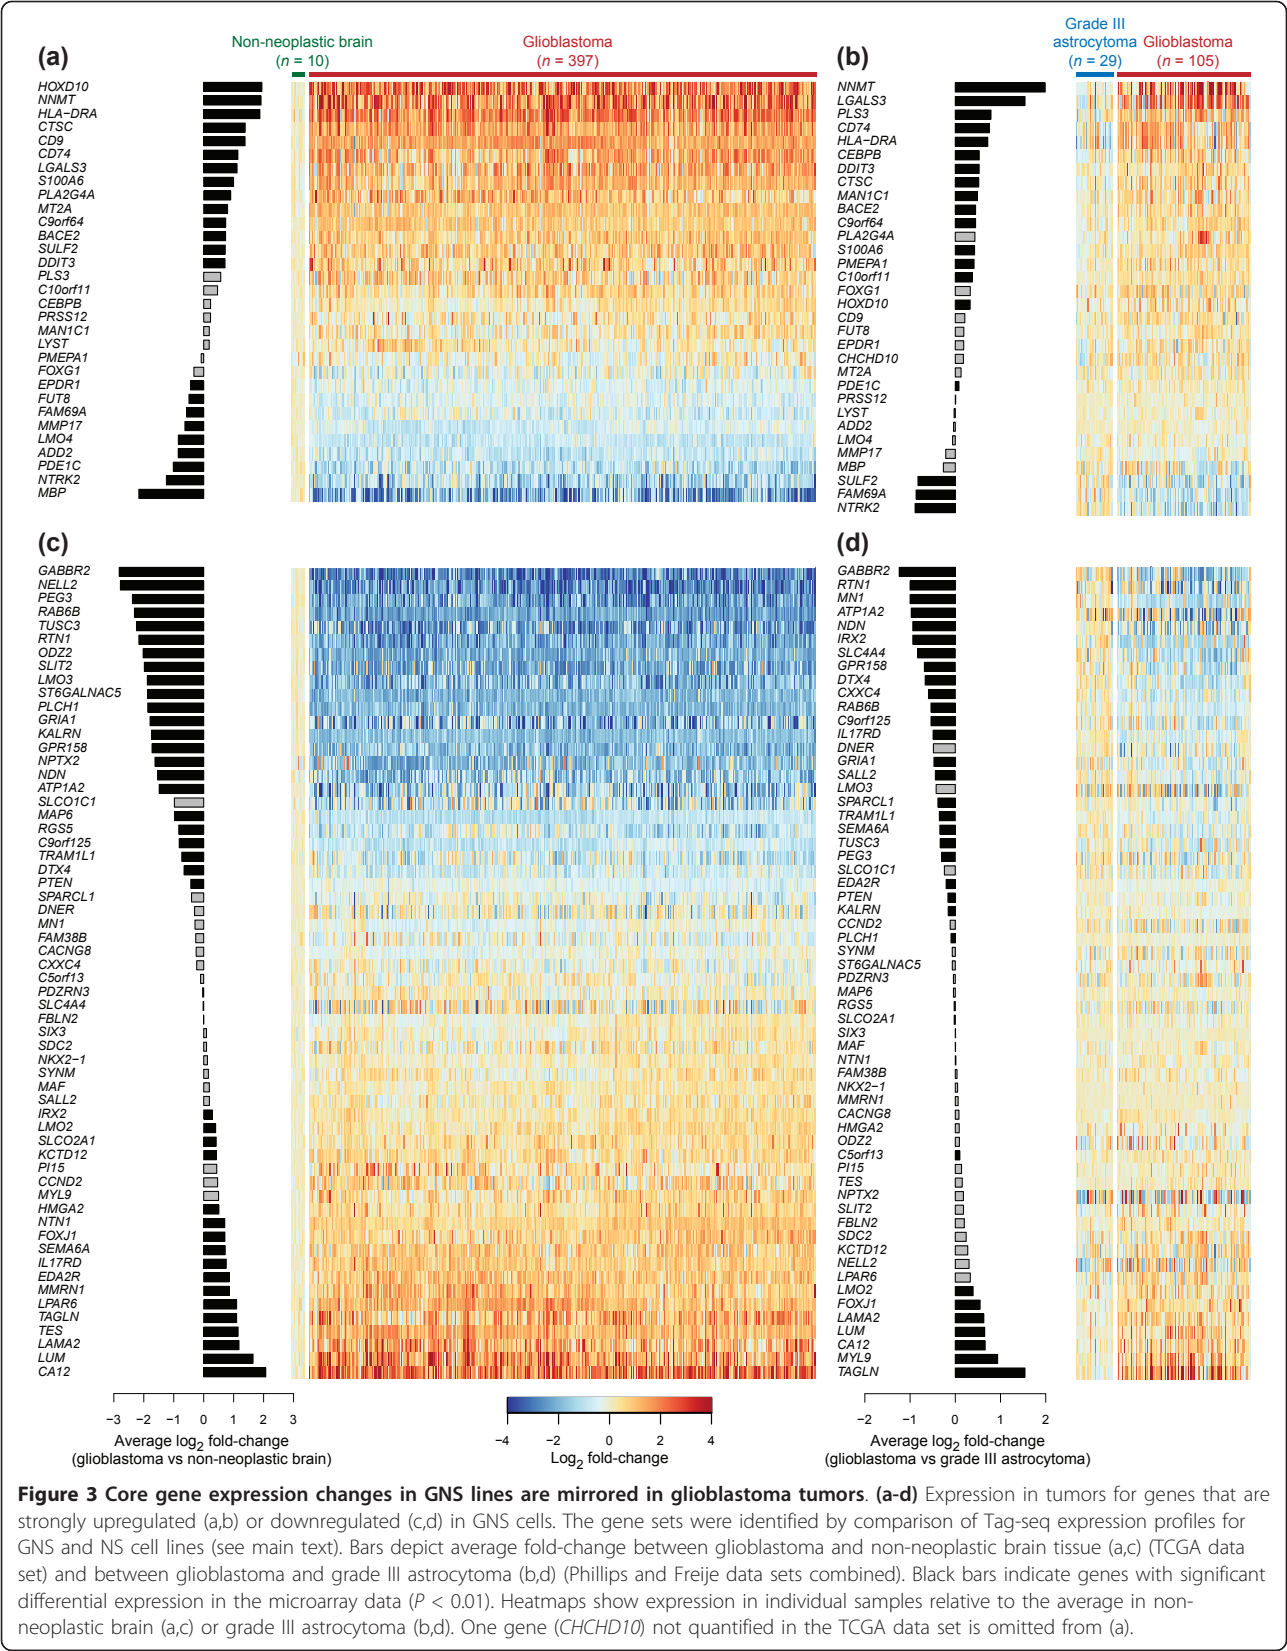 (a)
Non-neoplastic brain
(n = 10)
Glioblastoma
(n = 397)
HOXD10
NNMT
HLA−DRA
CTSC
CD9
CD74
LGALS3
S100A6
PLA2G4A
MT2A
C9orf64
BACE2
SULF2
DDIT3
PLS3
C10orf11
CEBPB
PRSS12
MAN1C1
LYST
PMEPA1
FOXG1
EPDR1
FUT8
FAM69A
MMP17
LMO4
ADD2
PDE1C
NTRK2
MBP
(b)
Grade III
astrocytoma
(n = 29)
Glioblastoma
(n = 105)
NNMT
LGALS3
PLS3
CD74
HLA−DRA
CEBPB
DDIT3
CTSC
MAN1C1
BACE2
C9orf64
PLA2G4A
S100A6
PMEPA1
C10orf11
FOXG1
HOXD10
CD9
FUT8
EPDR1
CHCHD10
MT2A
PDE1C
PRSS12
LYST
ADD2
LMO4
MMP17
MBP
SULF2
FAM69A
NTRK2
(c)
GABBR2
NELL2
PEG3
RAB6B
TUSC3
RTN1
ODZ2
SLIT2
LMO3
ST6GALNAC5
PLCH1
GRIA1
KALRN
GPR158
NPTX2
NDN
ATP1A2
SLCO1C1
MAP6
RGS5
C9orf125
TRAM1L1
DTX4
PTEN
SPARCL1
DNER
MN1
FAM38B
CACNG8
CXXC4
C5orf13
PDZRN3
SLC4A4
FBLN2
SIX3
SDC2
NKX2−1
SYNM
MAF
SALL2
IRX2
LMO2
SLCO2A1
KCTD12
PI15
CCND2
MYL9
HMGA2
NTN1
FOXJ1
SEMA6A
IL17RD
EDA2R
MMRN1
LPAR6
TAGLN
TES
LAMA2
LUM
CA12
−3 −2 −1 0 1 2 3
Average log2 fold-change
(glioblastoma vs non-neoplastic brain)
−4 −2 0 2 4
Log2 fold-change
(d)
GABBR2
RTN1
MN1
ATP1A2
NDN
IRX2
SLC4A4
GPR158
DTX4
CXXC4
RAB6B
C9orf125
IL17RD
DNER
GRIA1
SALL2
LMO3
SPARCL1
TRAM1L1
SEMA6A
TUSC3
PEG3
SLCO1C1
EDA2R
PTEN
KALRN
CCND2
PLCH1
SYNM
ST6GALNAC5
PDZRN3
MAP6
RGS5
SLCO2A1
SIX3
MAF
NTN1
FAM38B
NKX2−1
MMRN1
CACNG8
HMGA2
ODZ2
C5orf13
PI15
TES
NPTX2
SLIT2
FBLN2
SDC2
KCTD12
NELL2
LPAR6
LMO2
FOXJ1
LAMA2
LUM
CA12
MYL9
TAGLN
−2 −1 0 1 2
Average log2 fold-change
(glioblastoma vs grade III astrocytoma)
Figure 3 Core gene expression changes in GNS lines are mirrored in glioblastoma tumors. (a-d) Expression in tumors for genes that are
strongly upregulated (a,b) or downregulated (c,d) in GNS cells. The gene sets were identified by comparison of Tag-seq expression profiles for
GNS and NS cell lines (see main text). Bars depict average fold-change between glioblastoma and non-neoplastic brain tissue (a,c) (TCGA data
set) and between glioblastoma and grade III astrocytoma (b,d) (Phillips and Freije data sets combined). Black bars indicate genes with significant
differential expression in the microarray data (P < 0.01). Heatmaps show expression in individual samples relative to the average in non-
neoplastic brain (a,c) or grade III astrocytoma (b,d). One gene (CHCHD10) not quantified in the TCGA data set is omitted from (a).